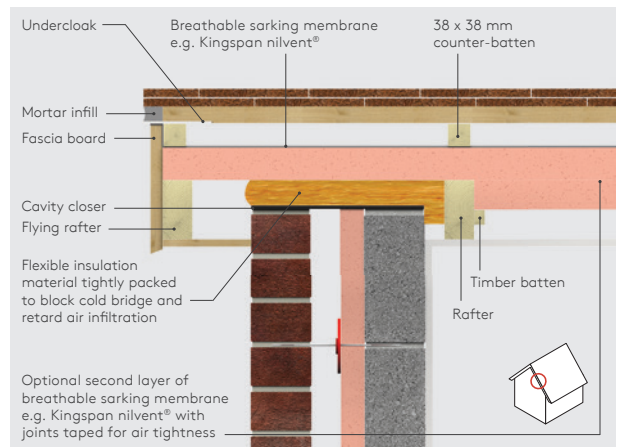 Undercloak
Breathable sarking membrane
e.g. Kingspan nilvent®
38 x 38 mm
counter-batten
Mortar infill
Fascia board
Cavity closer
Flying rafter
Flexible insulation
material tightly packed
to block cold bridge and
retard air infiltration
Timber batten
Rafter
Optional second layer of
breathable sarking membrane
e.g. Kingspan nilvent® with
joints taped for air tightness